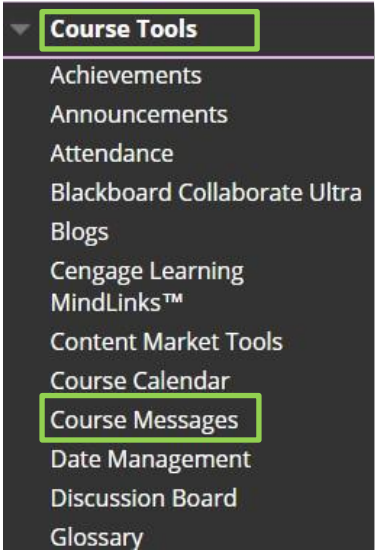 Course Tools
Achievements
Announcements
Attendance
Blackboard Collaborate Ultra
Blogs
Cengage Learning
MindLinks™
Content Market Tools
Course Calendar
Course Messages
Date Management
Discussion Board
Glossary